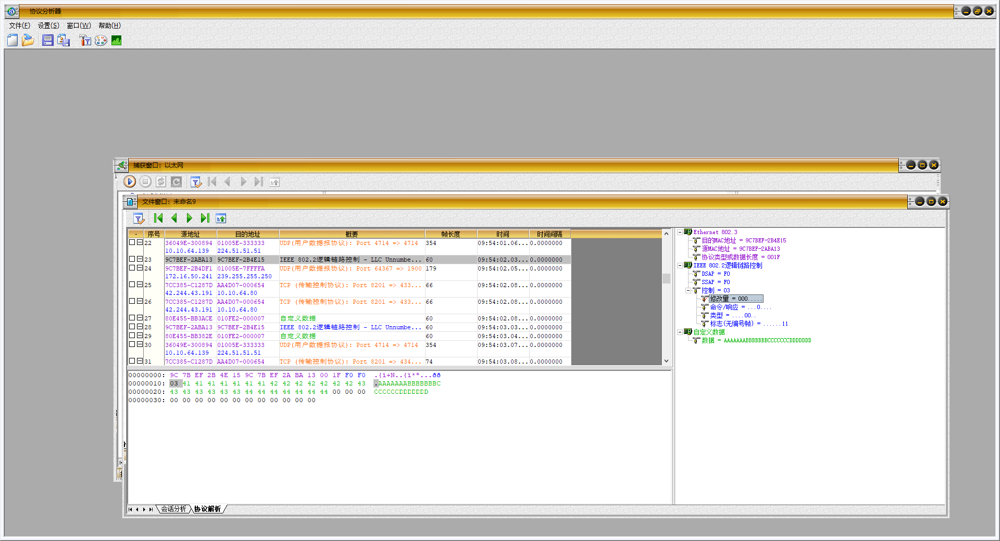 协议分析器
文件(F) 设置(S) 窗口(W) 帮助(H)
捕获窗口: 以太网
文件窗口: 未命名9
- 序号 源地址 目的地址 概要 帧长度 时间 时间间隔
22 36049E-300894 01005E-333333 UDP(用户数据报协议): Port 4714 => 4714 354 09:54:01.06... 0.0000000
10.10.64.139 224.51.51.51
23 9C7BEF-2ABA13 9C7BEF-2B4E15 IEEE 802.2逻辑链路控制 - LLC Unnumbe... 60 09:54:02.03... 0.0000000
24 9C7BEF-2B4DF1 01005E-7FFFFA UDP(用户数据报协议): Port 64367 => 1900 179 09:54:02.05... 0.0000000
172.16.50.241 239.255.255.250
25 7CC385-C1287D AA4D07-000654 TCP (传输控制协议): Port 8201 => 433... 66 09:54:02.08... 0.0000000
42.244.43.191 10.10.64.80
26 7CC385-C1287D AA4D07-000654 TCP (传输控制协议): Port 8201 => 433... 66 09:54:02.08... 0.0000000
42.244.43.191 10.10.64.80
27 80E455-BB3ACE 010FE2-000007 自定义数据 60 09:54:02.08... 0.0000000
28 9C7BEF-2ABA13 9C7BEF-2B4E15 IEEE 802.2逻辑链路控制 - LLC Unnumbe... 60 09:54:03.03... 0.0000000
29 80E455-BB382E 010FE2-000007 自定义数据 60 09:54:03.04... 0.0000000
30 36049E-300894 01005E-333333 UDP(用户数据报协议): Port 4714 => 4714 354 09:54:03.07... 0.0000000
10.10.64.139 224.51.51.51
31 7CC385-C1287D AA4D07-000654 TCP (传输控制协议): Port 8201 => 434... 74 09:54:03.08... 0.0000000
00000000: 9C 7B EF 2B 4E 15 9C 7B EF 2A BA 13 00 1F F0 F0 .{ï+N..{ï*º...ðð
00000010: 03 41 41 41 41 41 41 41 42 42 42 42 42 42 42 43 .AAAAAAABBBBBBBC
00000020: 43 43 43 43 43 43 44 44 44 44 44 44 44 00 00 00 CCCCCCDDDDDDD
00000030: 00 00 00 00 00 00 00 00 00 00 00 00
Ethernet 802.3
目的MAC地址 = 9C7BEF-2B4E15
源MAC地址 = 9C7BEF-2ABA13
协议类型或数据长度 = 001F
IEEE 802.2逻辑链路控制
DSAP = F0
SSAP = F0
控制 = 03
修改量 = 000.....
命令/响应 = ...0....
类型 = ....00..
标志(无编号帧) = ......11
自定义数据
数据 = AAAAAAABBBBBBBCCCCCCCDDDDDDD
会话分析 协议解析